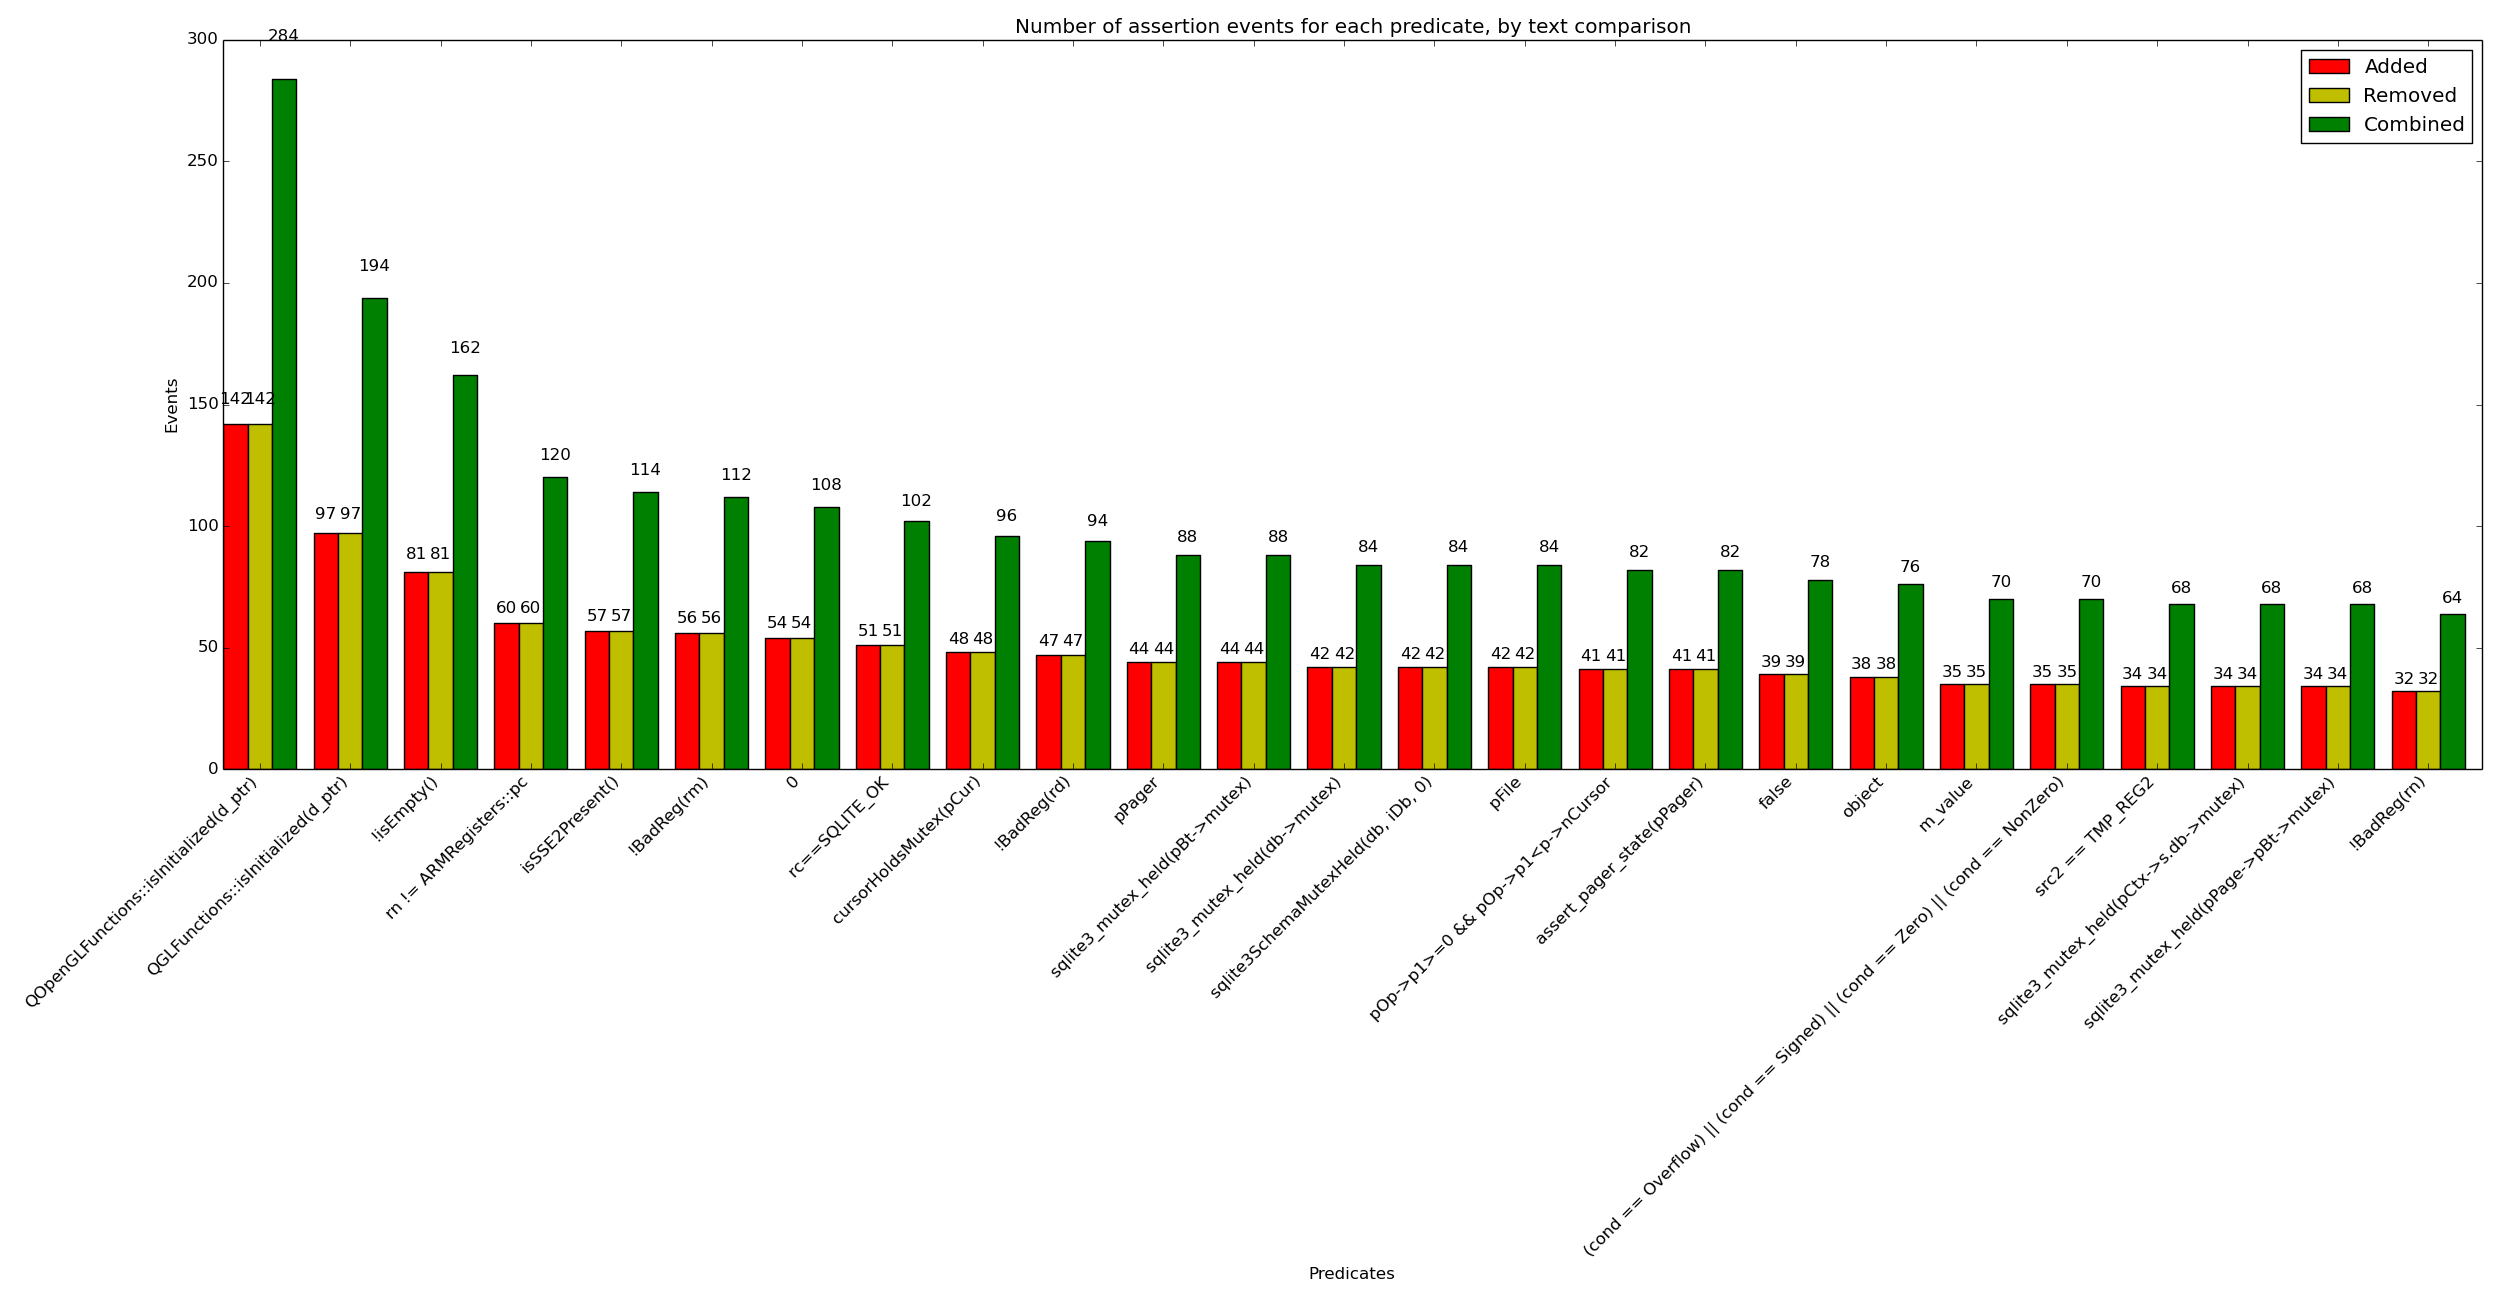 Number of assertion events for each predicate, by text comparison
Added
Removed
Combined
Events
300
250
200
150
100
50
0
142 142 284
97 97 194
81 81 162
60 60 120
57 57 114
56 56 112
54 54 108
51 51 102
48 48 96
47 47 94
44 44 88
44 44 88
42 42 84
42 42 84
42 42 84
41 41 82
41 41 82
39 39 78
38 38 76
35 35 70
35 35 70
34 34 68
34 34 68
34 34 68
32 32 64
QOpenGLFunctions::isInitialized(d_ptr)
QGLFunctions::isInitialized(d_ptr)
!isEmpty()
rn != ARMRegisters::pc
isSSE2Present()
!BadReg(rm)
0
rc==SQLITE_OK
cursorHoldsMutex(pCur)
!BadReg(rd)
pPager
sqlite3_mutex_held(pBt->mutex)
sqlite3_mutex_held(db->mutex)
sqlite3SchemaMutexHeld(db, iDb, 0)
pFile
pOp->p1>=0 && pOp->p1<p->nCursor
assert_pager_state(pPager)
false
object
m_value
(cond == Overflow) || (cond == Signed) || (cond == Zero) || (cond == NonZero)
src2 == TMP_REG2
sqlite3_mutex_held(pCtx->s.db->mutex)
sqlite3_mutex_held(pPage->pBt->mutex)
!BadReg(rn)
Predicates